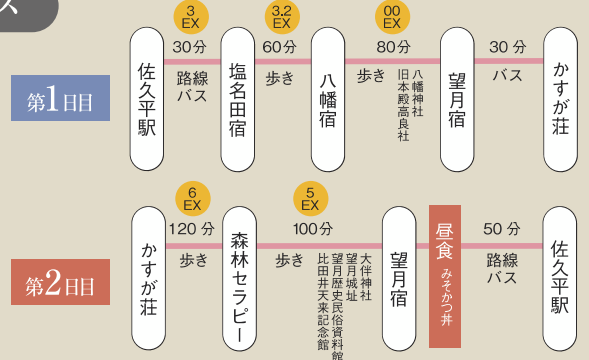 ス
第1日目
佐久平駅
3
EX
30分
路線
バス
塩名田宿
3.2
EX
60分
歩き
八幡宿
00
EX
80分
歩き
八幡神社
旧本殿高良社
望月宿
30分
バス
かすが荘
第2日目
かすが荘
6
EX
120分
歩き
森林セラピー
5
EX
100分
歩き
大伴神社
望月城址
望月歴史民俗資料館
比田井天来記念館
望月宿
昼食 みそかつ丼
50分
路線
バス
佐久平駅